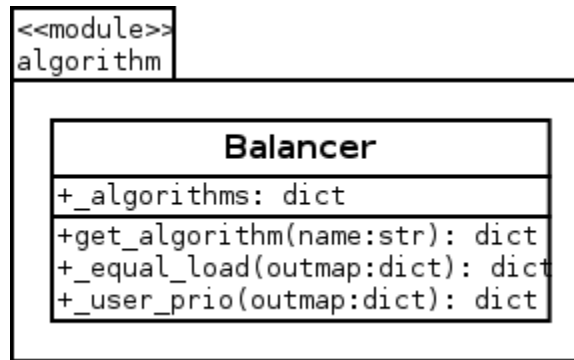 <<module>>
algorithm
Balancer
+_algorithms: dict
+get_algorithm(name:str): dict
+_equal_load(outmap:dict): dict
+_user_prio(outmap:dict): dict